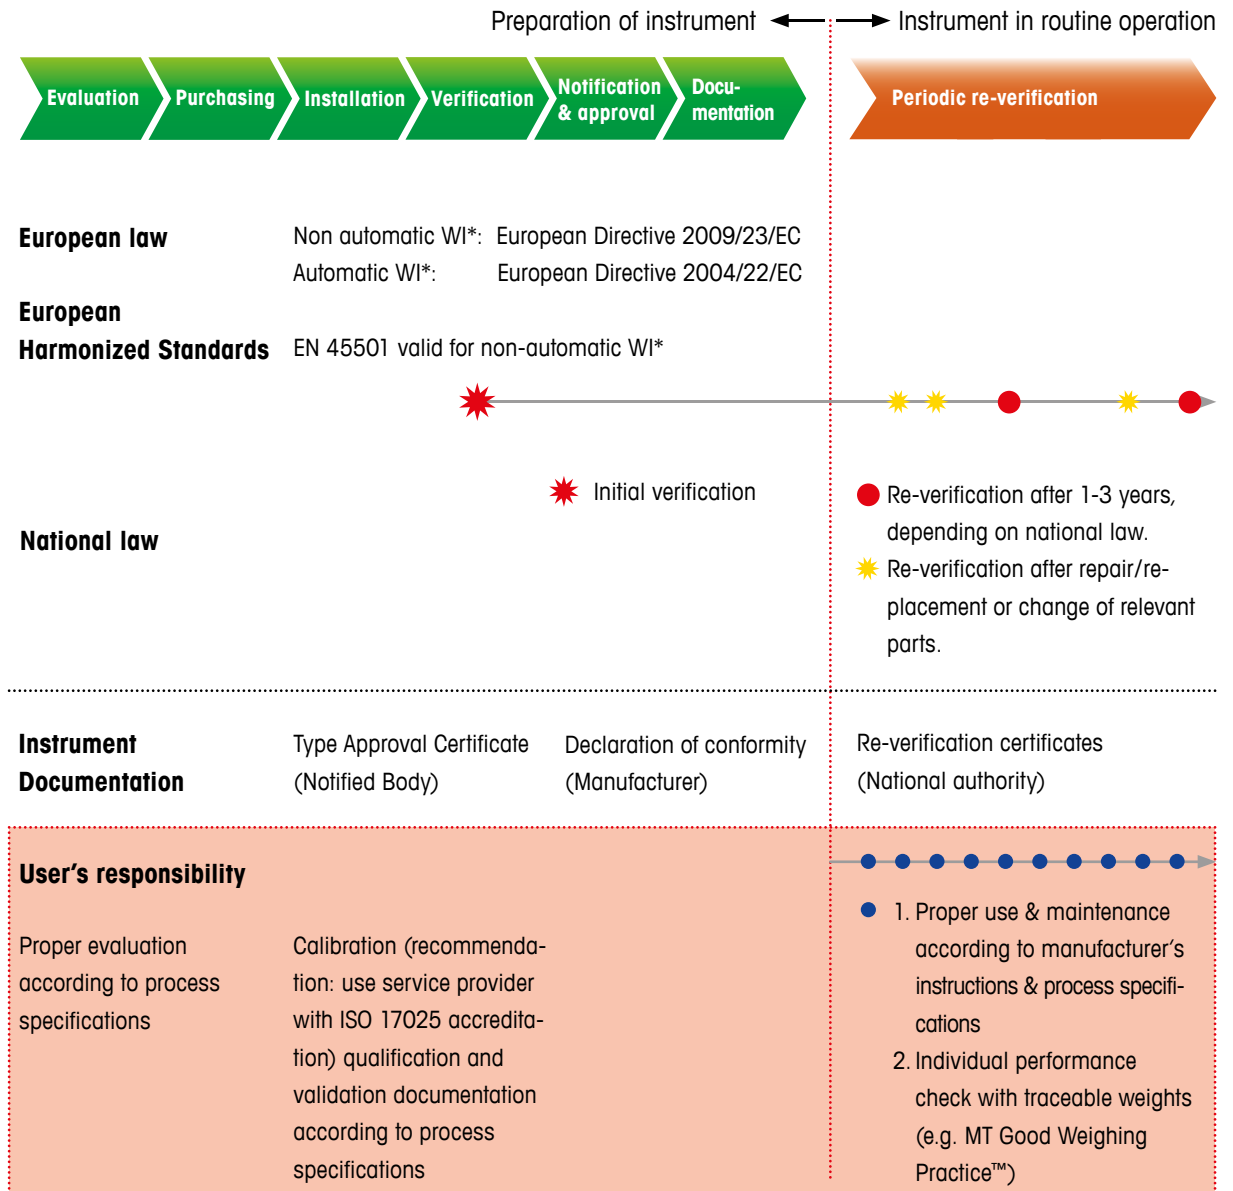 Preparation of instrument
Instrument in routine operation
Evaluation
Purchasing
Installation
Verification
Notification
& approval
Docu-
mentation
Periodic re-verification
European law
Non automatic WI*: European Directive 2009/23/EC
Automatic WI*: European Directive 2004/22/EC
European
Harmonized Standards
EN 45501 valid for non-automatic WI*
Initial verification
Re-verification after 1-3 years,
depending on national law.
Re-verification after repair/re-
placement or change of relevant
parts.
National law
Instrument
Documentation
Type Approval Certificate
(Notified Body)
Declaration of conformity
(Manufacturer)
Re-verification certificates
(National authority)
User's responsibility
Proper evaluation
according to process
specifications
Calibration (recommenda-
tion: use service provider
with ISO 17025 accredita-
tion) qualification and
validation documentation
according to process
specifications
1. Proper use & maintenance
according to manufacturer's
instructions & process specifi-
cations
2. Individual performance
check with traceable weights
(e.g. MT Good Weighing
Practice™)